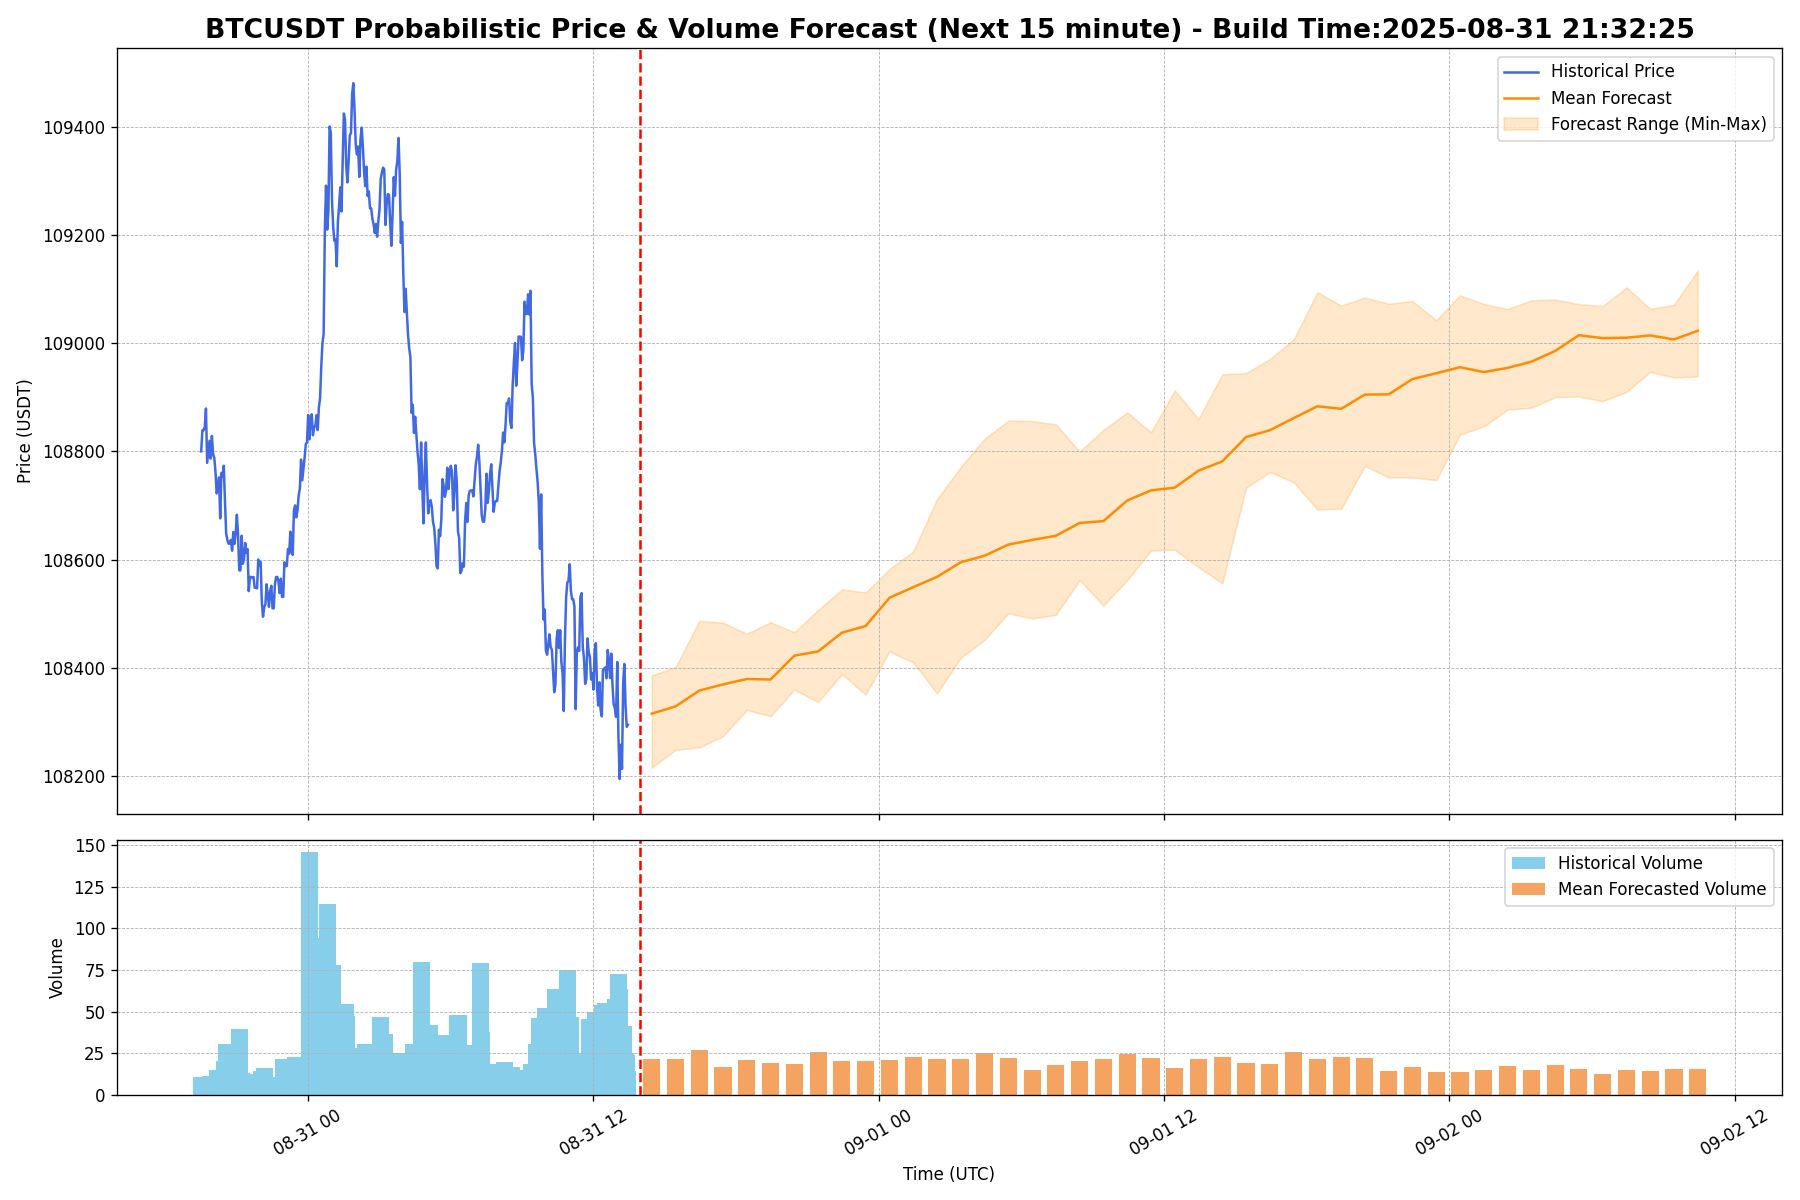 BTCUSDT Probabilistic Price & Volume Forecast (Next 15 minute) - Build Time:2025-08-31 21:32:25
Historical Price
Mean Forecast
Forecast Range (Min-Max)
Price (USDT)
109400
109200
109000
108800
108600
108400
108200
Historical Volume
Mean Forecasted Volume
Volume
150
125
100
75
50
25
0
08-31 00
08-31 12
09-01 00
09-01 12
09-02 00
09-02 12
Time (UTC)